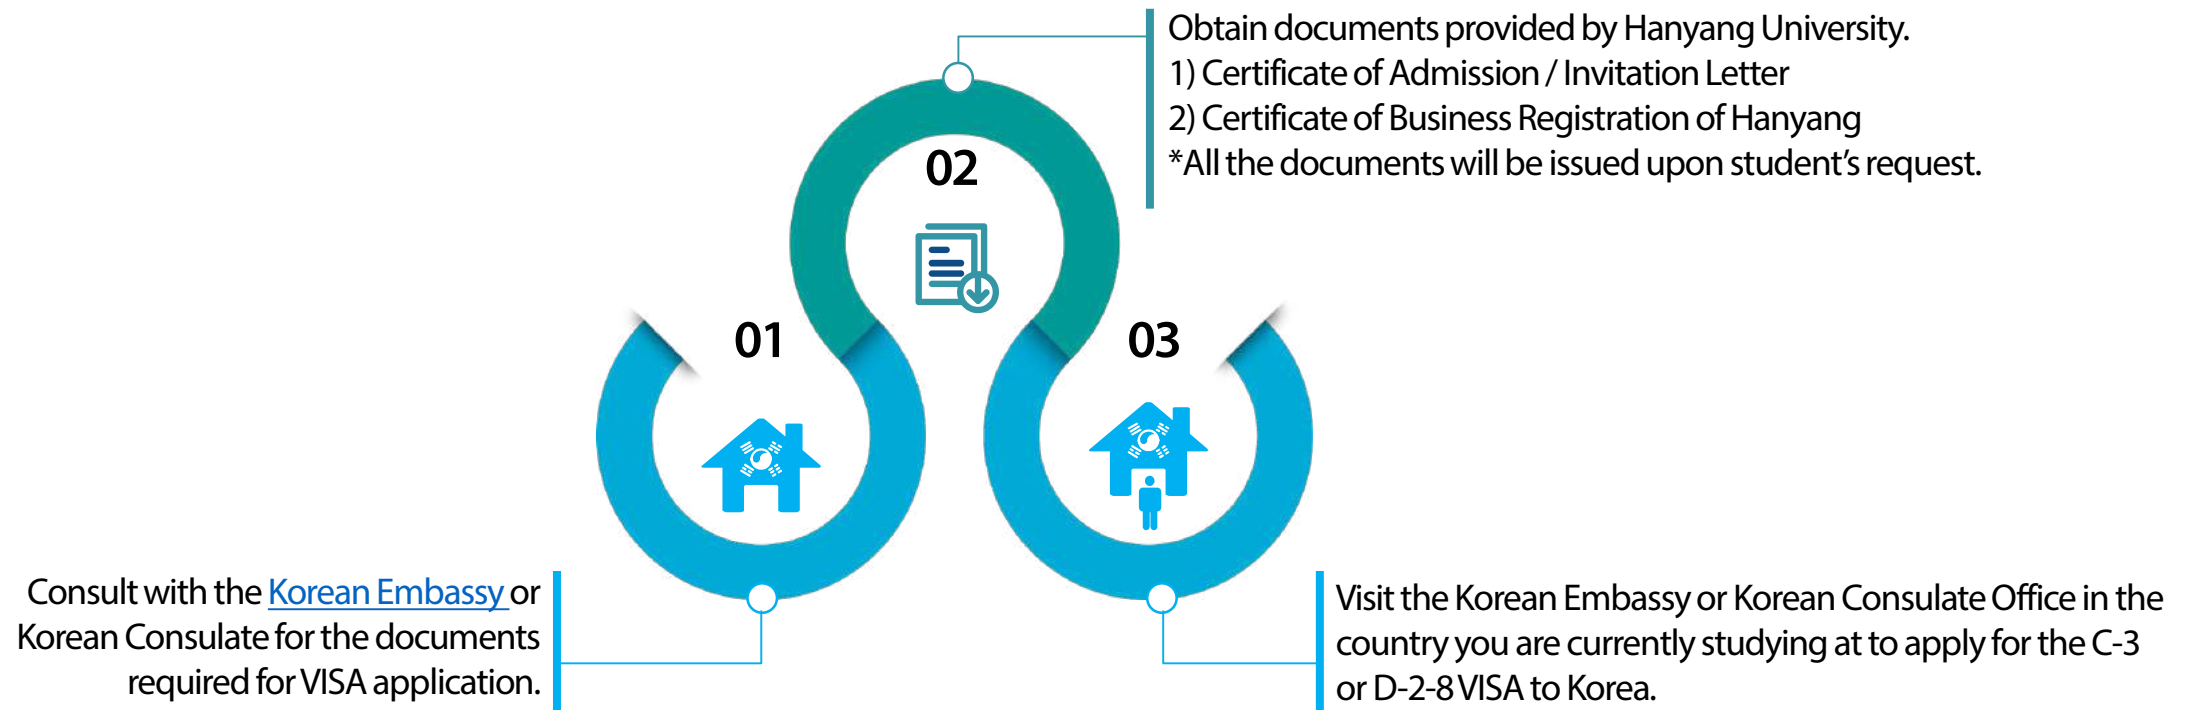 01
Consult with the Korean Embassy or
Korean Consulate for the documents
required for VISA application.
02
Obtain documents provided by Hanyang University.
1) Certificate of Admission / Invitation Letter
2) Certificate of Business Registration of Hanyang
*All the documents will be issued upon student’s request.
03
Visit the Korean Embassy or Korean Consulate Office in the
country you are currently studying at to apply for the C-3
or D-2-8 VISA to Korea.